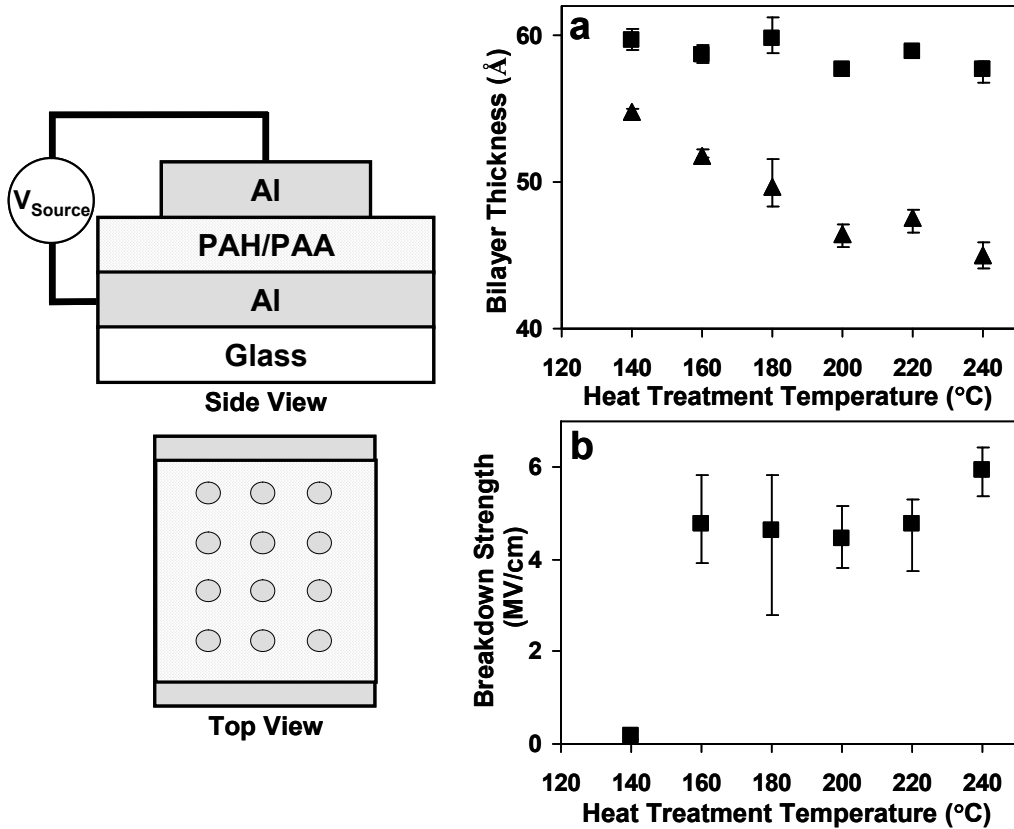 V Source
Al
PAH/PAA
Al
Glass
Side View
Top View
a
Bilayer Thickness (Å)
60
50
40
120 140 160 180 200 220 240
Heat Treatment Temperature (°C)
b
Breakdown Strength
(MV/cm)
6
4
2
0
120 140 160 180 200 220 240
Heat Treatment Temperature (°C)